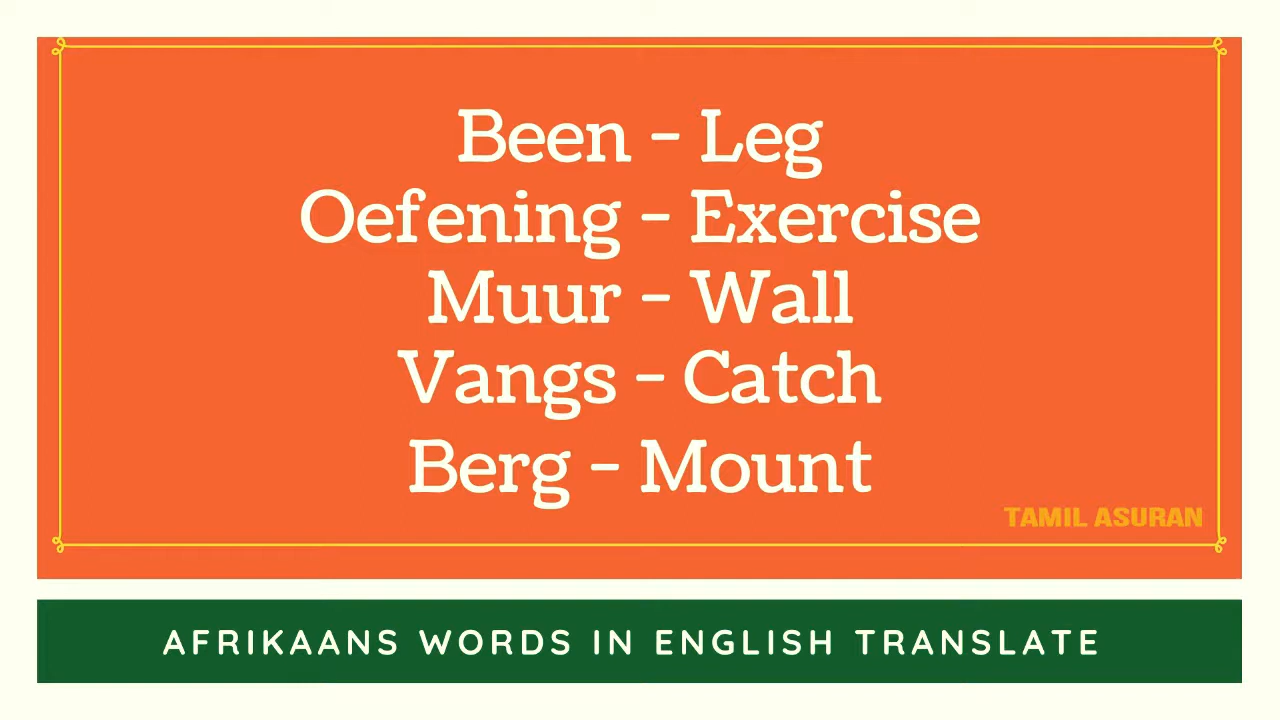 Been – Leg
Oefening – Exercise
Muur – Wall
Vangs – Catch
Berg – Mount
TAMIL ASURAN
AFRIKAANS WORDS IN ENGLISH TRANSLATE